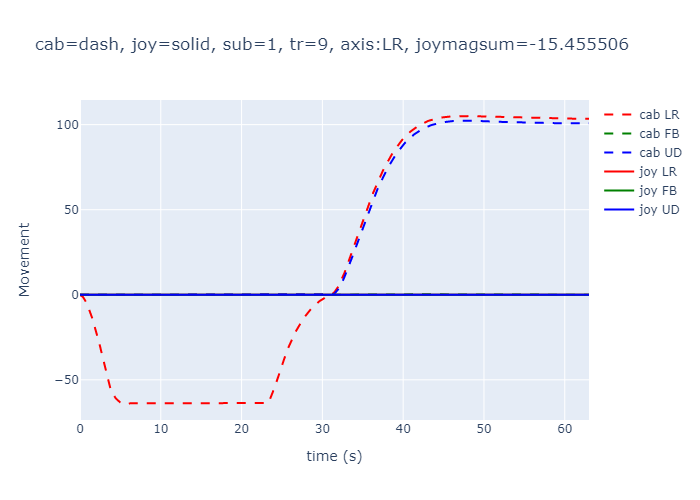 cab=dash, joy=solid, sub=1, tr=9, axis:LR, joymagsum=-15.455506
cab LR
cab FB
cab UD
joy LR
joy FB
joy UD
Movement
100
50
0
−50
0
10
20
30
40
50
60
time (s)